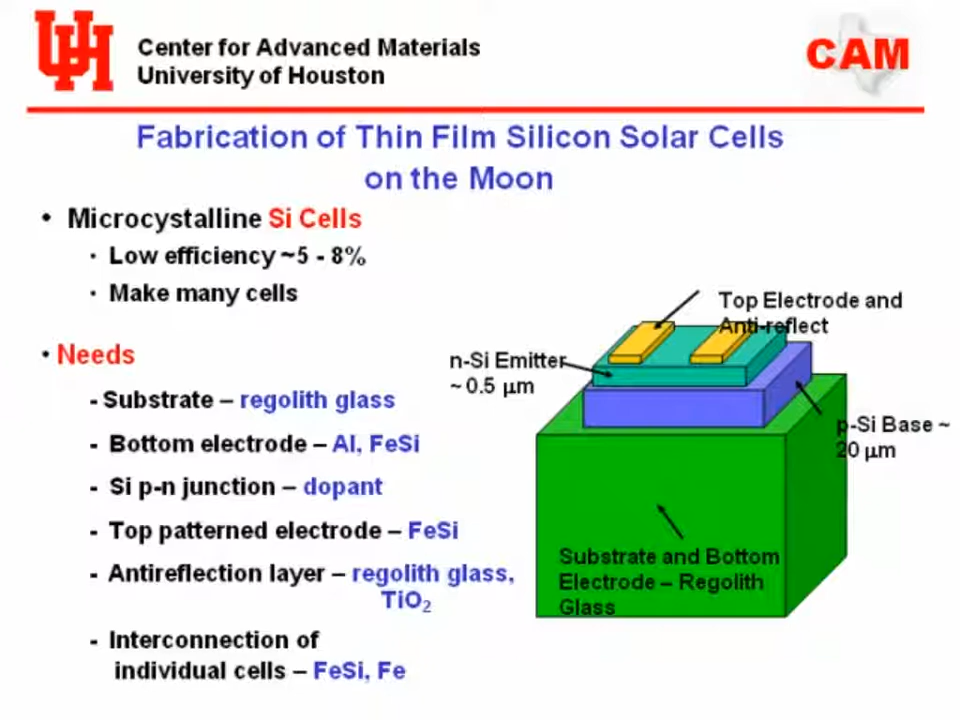 UH
Center for Advanced Materials
University of Houston
CAM
Fabrication of Thin Film Silicon Solar Cells
on the Moon
• Microcystalline Si Cells
· Low efficiency ~5 - 8%
· Make many cells
• Needs
- Substrate – regolith glass
- Bottom electrode – Al, FeSi
- Si p-n junction – dopant
- Top patterned electrode – FeSi
- Antireflection layer – regolith glass,
TiO₂
- Interconnection of
individual cells – FeSi, Fe
Top Electrode and
Anti-reflect
n-Si Emitter
~ 0.5 μm
p-Si Base ~
20 μm
Substrate and Bottom
Electrode – Regolith
Glass